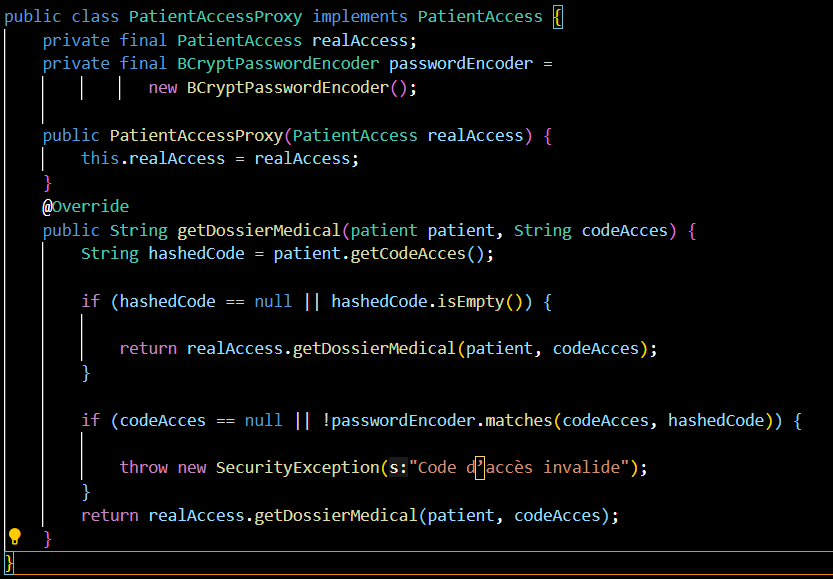 public class PatientAccessProxy implements PatientAccess {
    private final PatientAccess realAccess;
    private final BCryptPasswordEncoder passwordEncoder =
            new BCryptPasswordEncoder();

    public PatientAccessProxy(PatientAccess realAccess) {
        this.realAccess = realAccess;
    }
    @Override
    public String getDossierMedical(patient patient, String codeAcces) {
        String hashedCode = patient.getCodeAcces();

        if (hashedCode == null || hashedCode.isEmpty()) {

            return realAccess.getDossierMedical(patient, codeAcces);
        }

        if (codeAcces == null || !passwordEncoder.matches(codeAcces, hashedCode)) {

            throw new SecurityException(s:"Code d’accès invalide");
        }
        return realAccess.getDossierMedical(patient, codeAcces);
    }
}